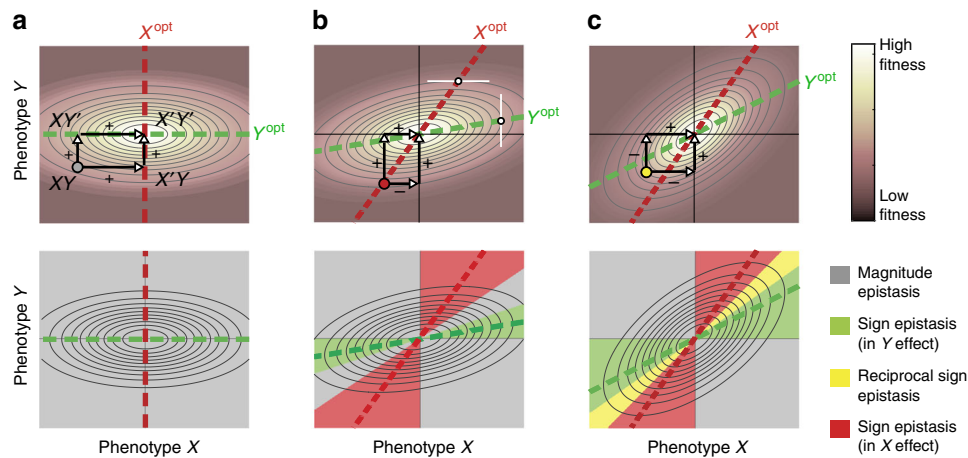 a
b
c
X opt
X opt
X opt
Phenotype Y
XY′
X′Y′
+
+
+
+
XY
X′Y
Y opt
+
+
+
–
Y opt
+
–
+
–
Y opt
High
fitness
Low
fitness
Phenotype Y
Phenotype X
Phenotype X
Phenotype X
Magnitude
epistasis
Sign epistasis
(in Y effect)
Reciprocal sign
epistasis
Sign epistasis
(in X effect)